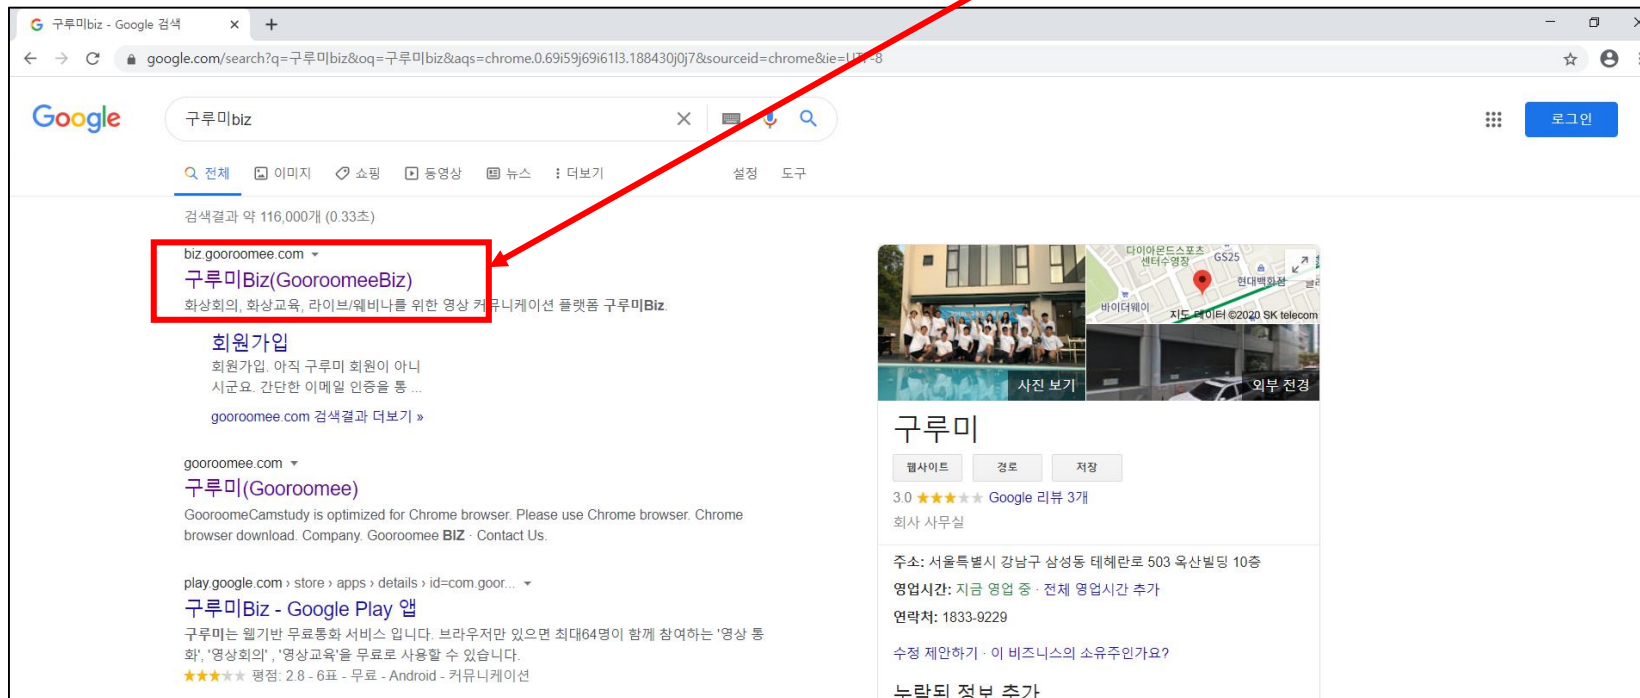 구루미biz - Google 검색
google.com/search?q=구루미biz&oq=구루미biz&aqs=chrome.0.69i59j69i61l3.188430j0j7&sourceid=chrome&ie=UTF-8
Google
구루미biz
로그인
전체 이미지 쇼핑 동영상 뉴스 더보기 설정 도구
검색결과 약 116,000개 (0.33초)
biz.gooroomee.com
구루미Biz(GooroomeeBiz)
화상회의, 화상교육, 라이브/웨비나를 위한 영상 커뮤니케이션 플랫폼 구루미Biz.
회원가입
회원가입. 아직 구루미 회원이 아니
시군요. 간단한 이메일 인증을 통 ...
gooroomee.com 검색결과 더보기 »
gooroomee.com
구루미(Gooroomee)
GooroomeCamstudy is optimized for Chrome browser. Please use Chrome browser. Chrome
browser download. Company. Gooroomee BIZ · Contact Us.
play.google.com › store › apps › details › id=com.goor...
구루미Biz - Google Play 앱
구루미는 웹기반 무료통화 서비스 입니다. 브라우저만 있으면 최대64명이 함께 참여하는 '영상 통
화', '영상회의' , '영상교육'을 무료로 사용할 수 있습니다.
★★★★★ 평점: 2.8 - 6표 - 무료 - Android - 커뮤니케이션
다이아몬드스포츠
센터수영장
GS25
현대백화점
바이더웨이
지도 데이터 ©2020 SK telecom
사진 보기
외부 전경
구루미
웹사이트 경로 저장
3.0 ★★★★★ Google 리뷰 3개
회사 사무실
주소: 서울특별시 강남구 삼성동 테헤란로 503 옥산빌딩 10층
영업시간: 지금 영업 중 · 전체 영업시간 추가
연락처: 1833-9229
수정 제안하기 · 이 비즈니스의 소유주인가요?
누락된 정보 추가